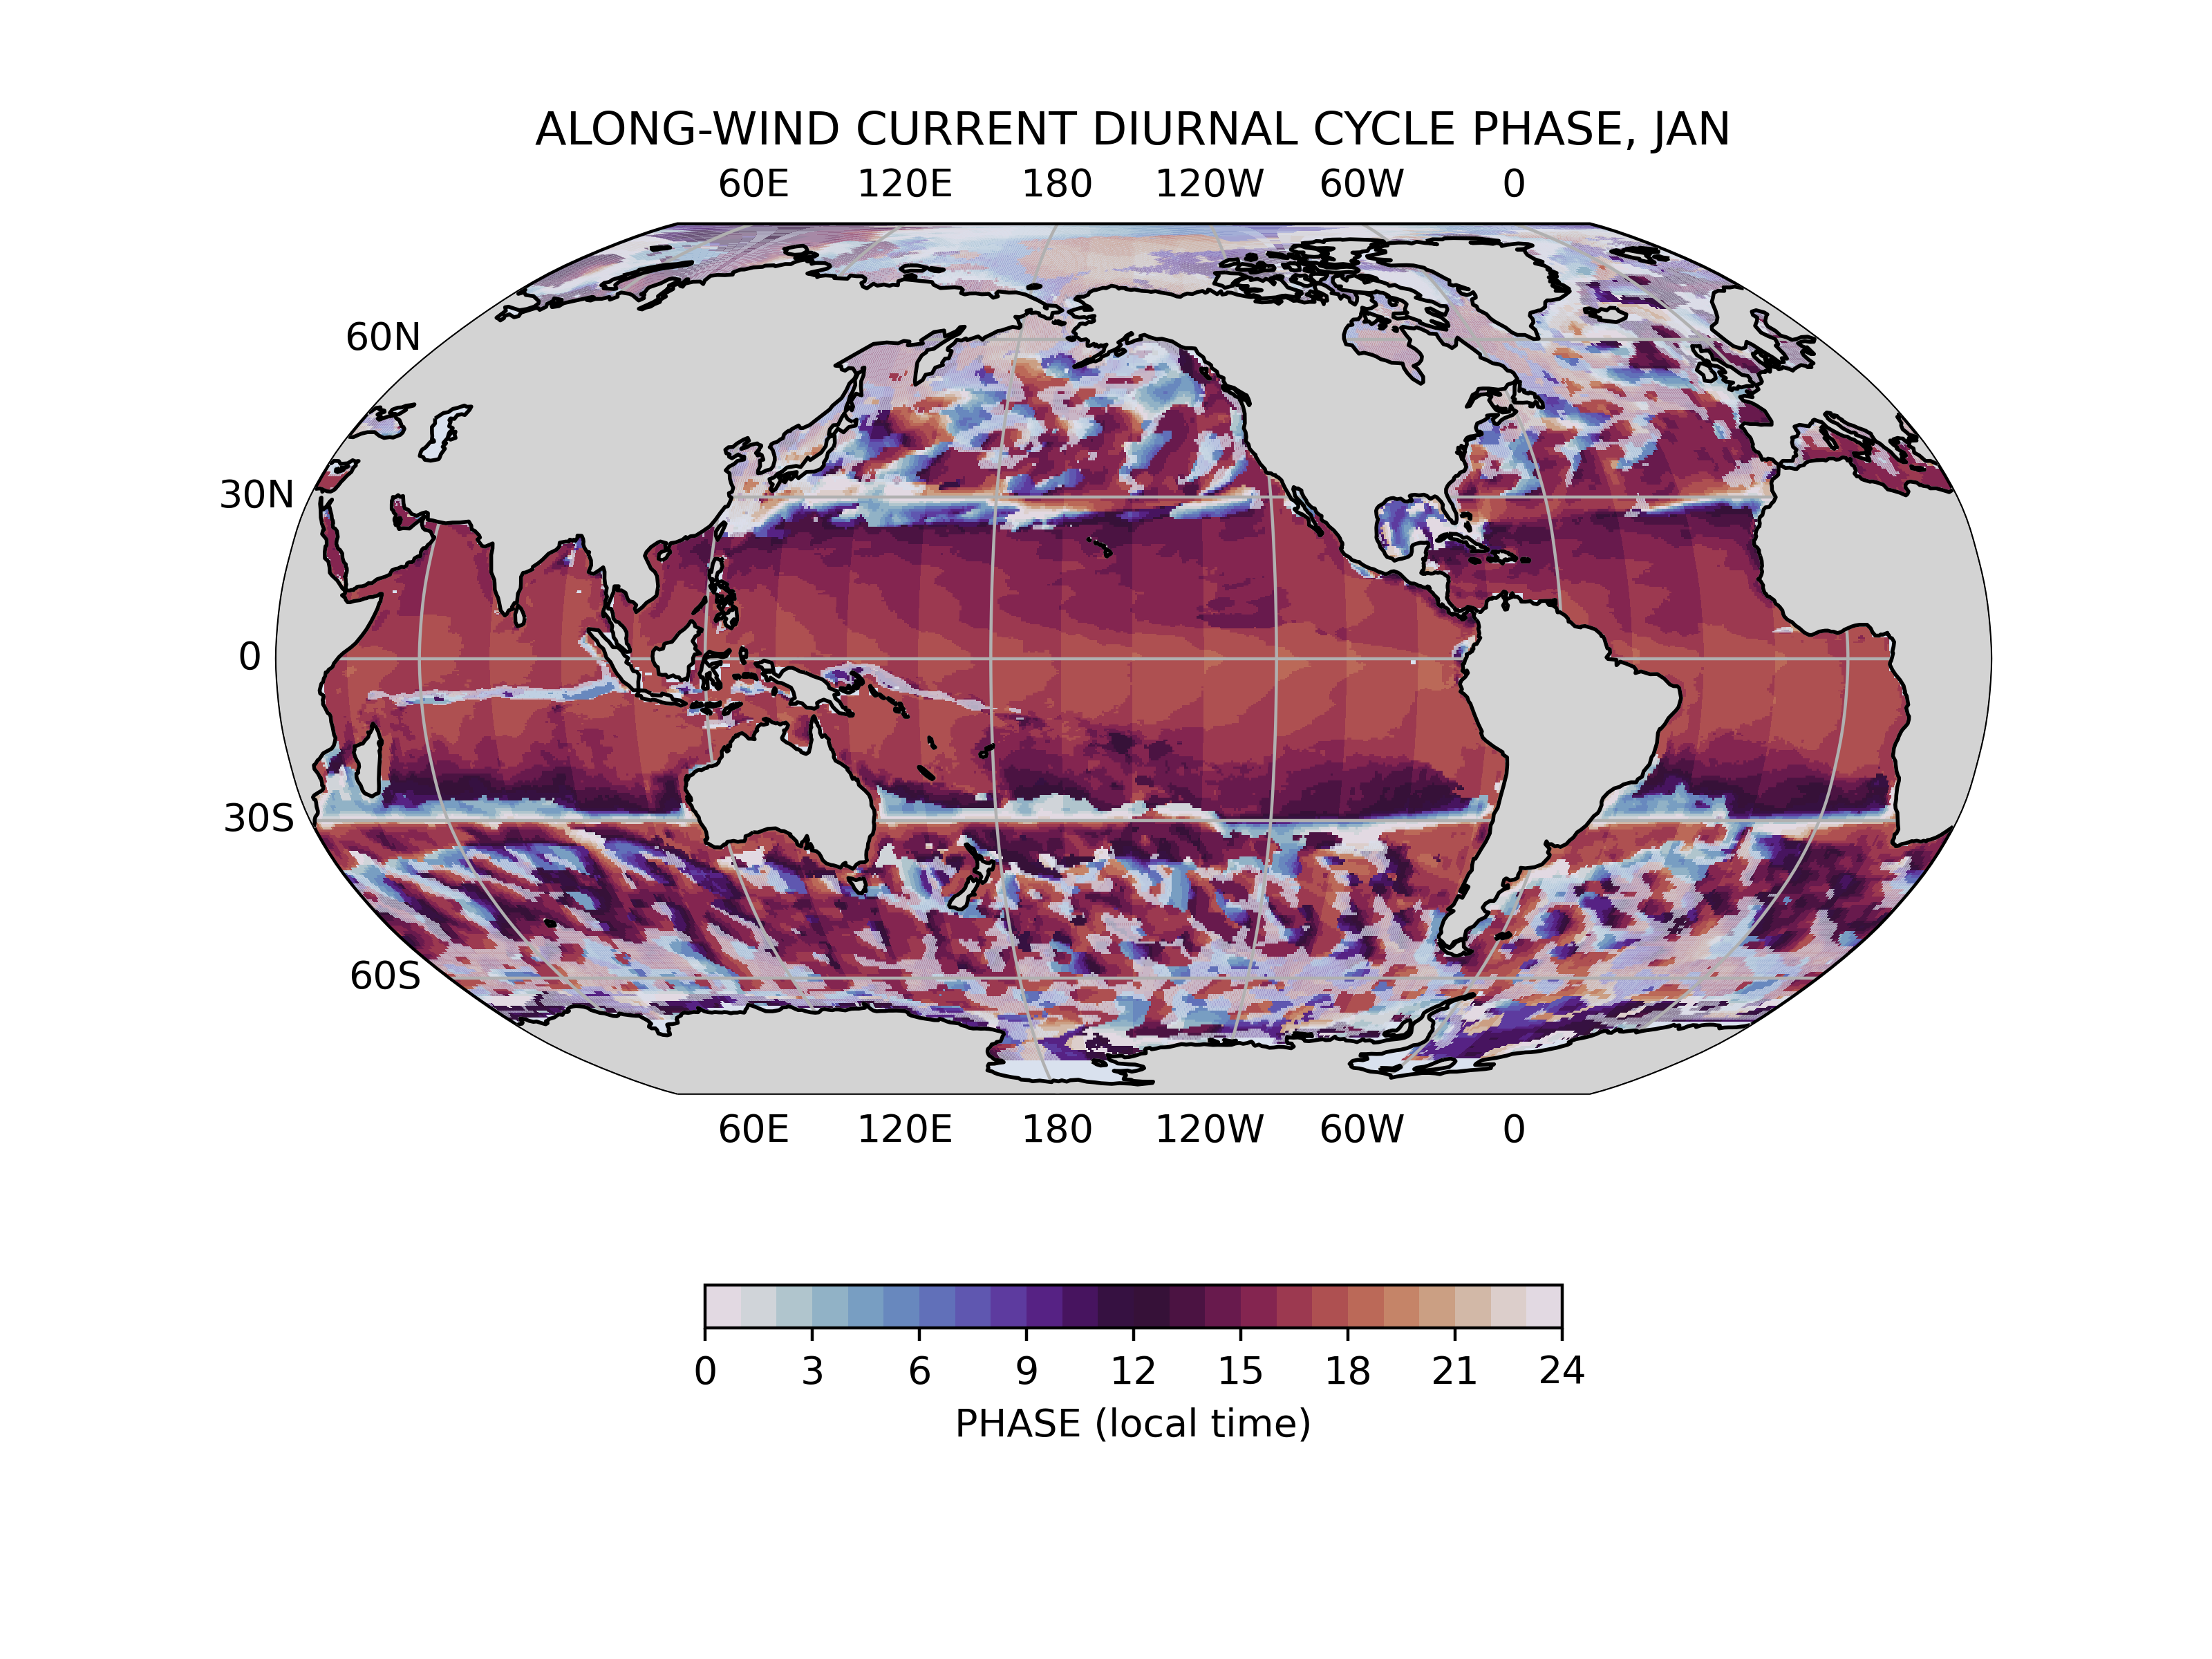 ALONG-WIND CURRENT DIURNAL CYCLE PHASE, JAN
60E 120E 180 120W 60W 0
60N
30N
0
30S
60S
60E 120E 180 120W 60W 0
0 3 6 9 12 15 18 21 24
PHASE (local time)